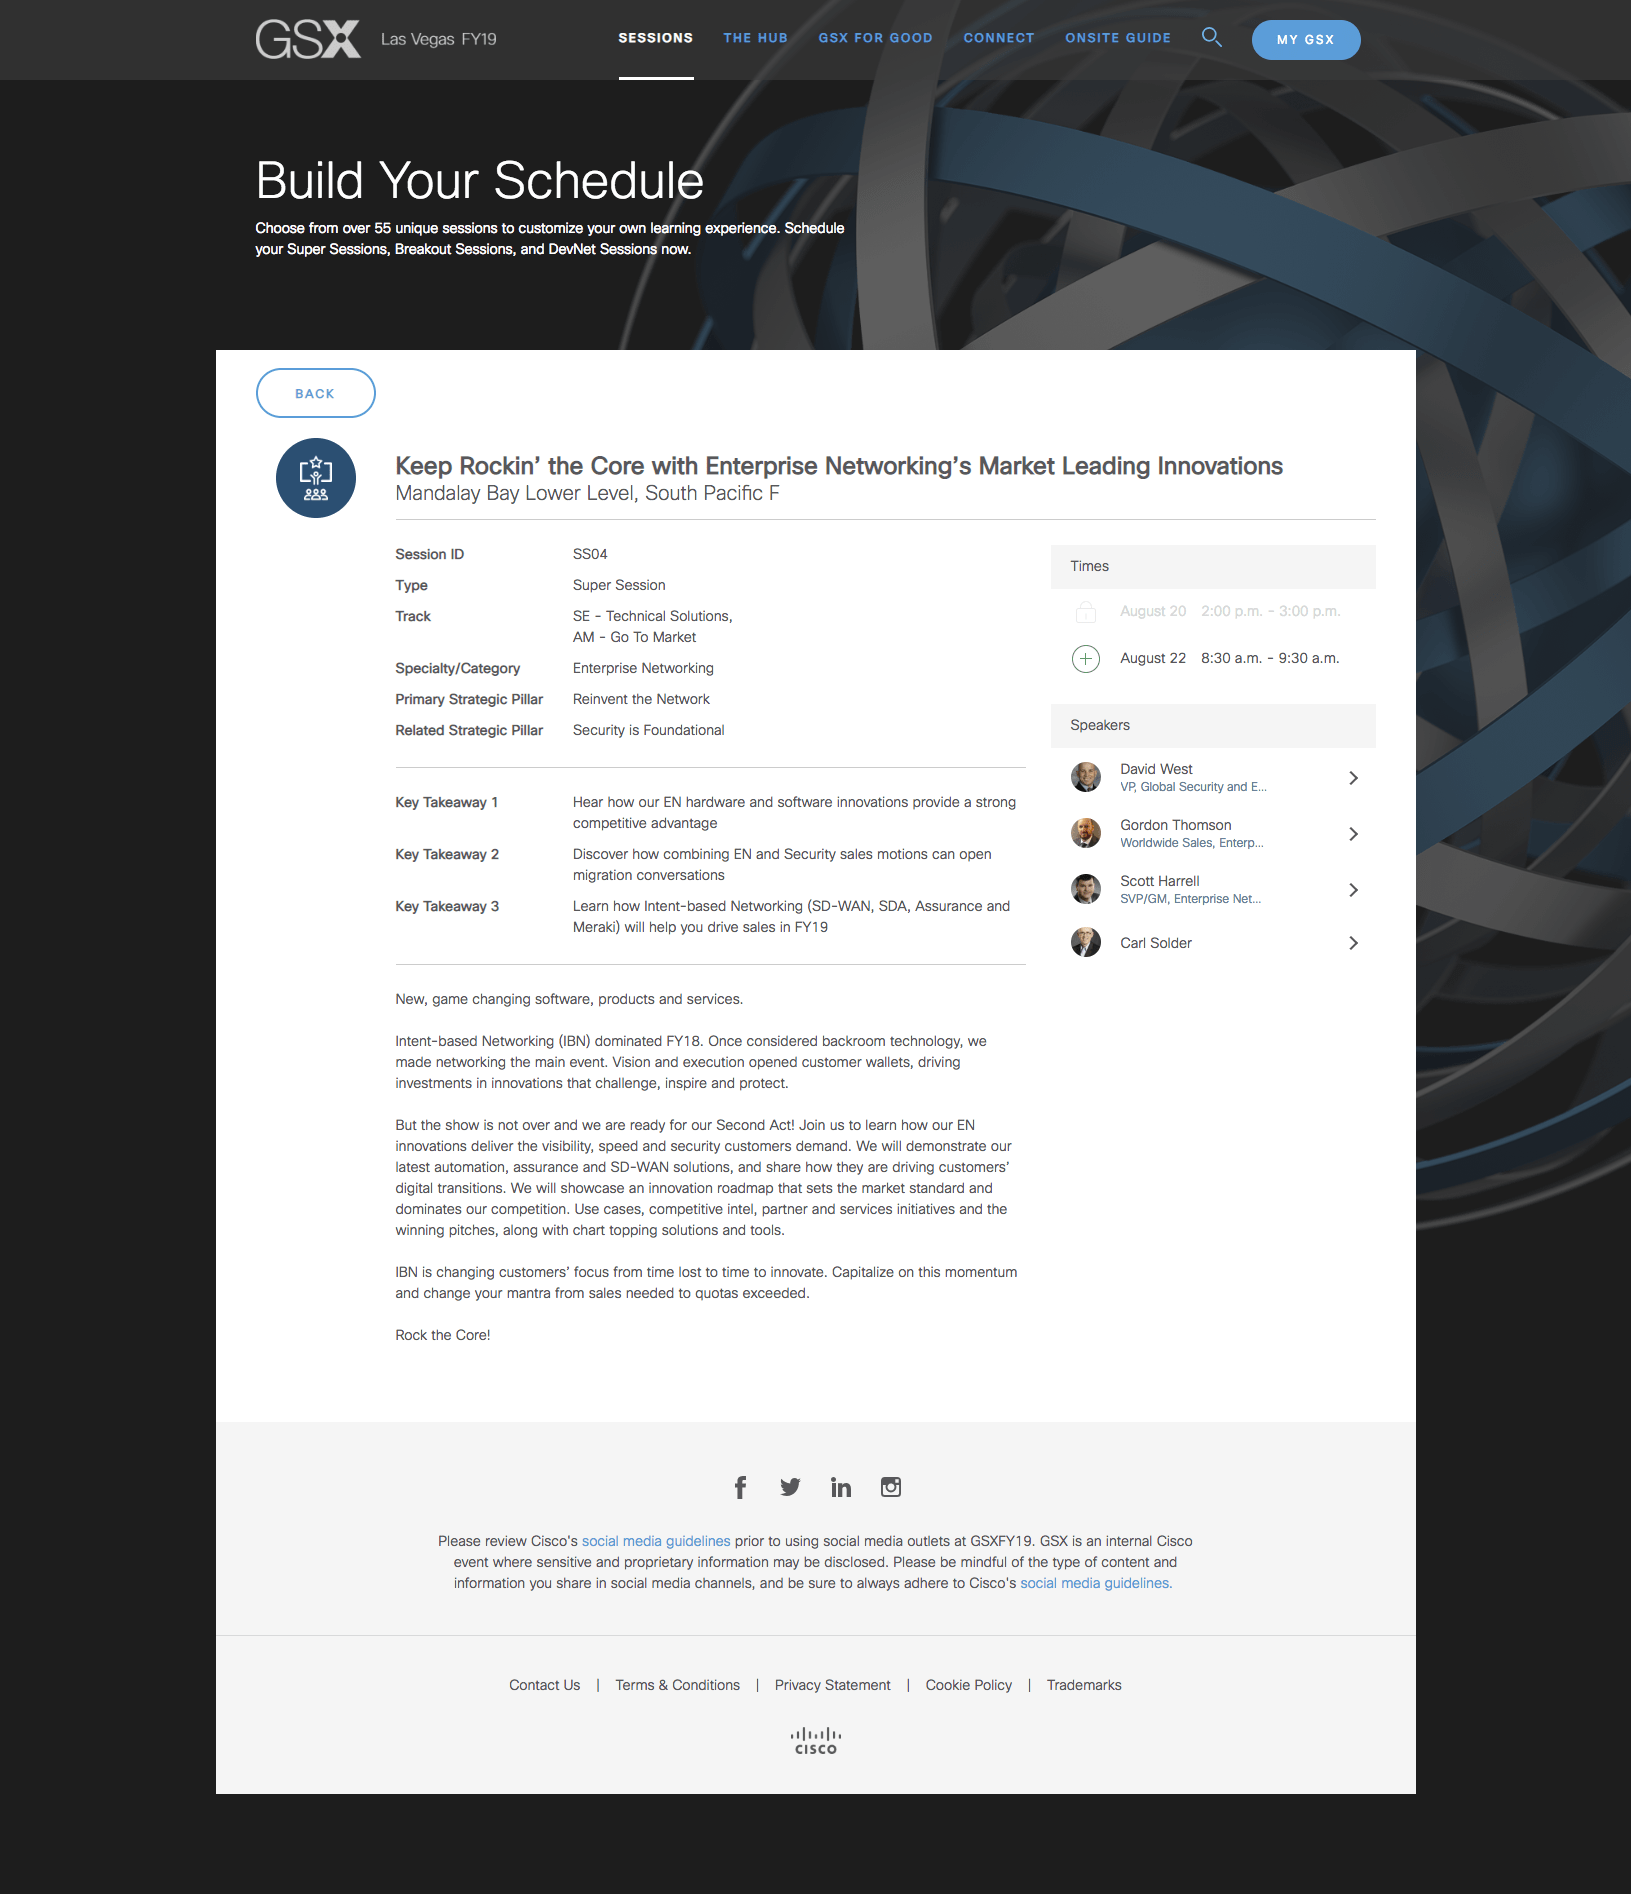 GSX Las Vegas FY19
SESSIONS THE HUB GSX FOR GOOD CONNECT ONSITE GUIDE MY GSX
Build Your Schedule
Choose from over 55 unique sessions to customize your own learning experience. Schedule
your Super Sessions, Breakout Sessions, and DevNet Sessions now.
BACK
Keep Rockin’ the Core with Enterprise Networking’s Market Leading Innovations
Mandalay Bay Lower Level, South Pacific F
Session ID SS04
Type Super Session
Track SE - Technical Solutions,
AM - Go To Market
Specialty/Category Enterprise Networking
Primary Strategic Pillar Reinvent the Network
Related Strategic Pillar Security is Foundational
Key Takeaway 1 Hear how our EN hardware and software innovations provide a strong
competitive advantage
Key Takeaway 2 Discover how combining EN and Security sales motions can open
migration conversations
Key Takeaway 3 Learn how Intent-based Networking (SD-WAN, SDA, Assurance and
Meraki) will help you drive sales in FY19
New, game changing software, products and services.
Intent-based Networking (IBN) dominated FY18. Once considered backroom technology, we
made networking the main event. Vision and execution opened customer wallets, driving
investments in innovations that challenge, inspire and protect.
But the show is not over and we are ready for our Second Act! Join us to learn how our EN
innovations deliver the visibility, speed and security customers demand. We will demonstrate our
latest automation, assurance and SD-WAN solutions, and share how they are driving customers’
digital transitions. We will showcase an innovation roadmap that sets the market standard and
dominates our competition. Use cases, competitive intel, partner and services initiatives and the
winning pitches, along with chart topping solutions and tools.
IBN is changing customers’ focus from time lost to time to innovate. Capitalize on this momentum
and change your mantra from sales needed to quotas exceeded.
Rock the Core!
Times
August 20 2:00 p.m. - 3:00 p.m.
August 22 8:30 a.m. - 9:30 a.m.
Speakers
David West
VP, Global Security and E...
Gordon Thomson
Worldwide Sales, Enterp...
Scott Harrell
SVP/GM, Enterprise Net...
Carl Solder
Please review Cisco's social media guidelines prior to using social media outlets at GSXFY19. GSX is an internal Cisco
event where sensitive and proprietary information may be disclosed. Please be mindful of the type of content and
information you share in social media channels, and be sure to always adhere to Cisco's social media guidelines.
Contact Us | Terms & Conditions | Privacy Statement | Cookie Policy | Trademarks
CISCO